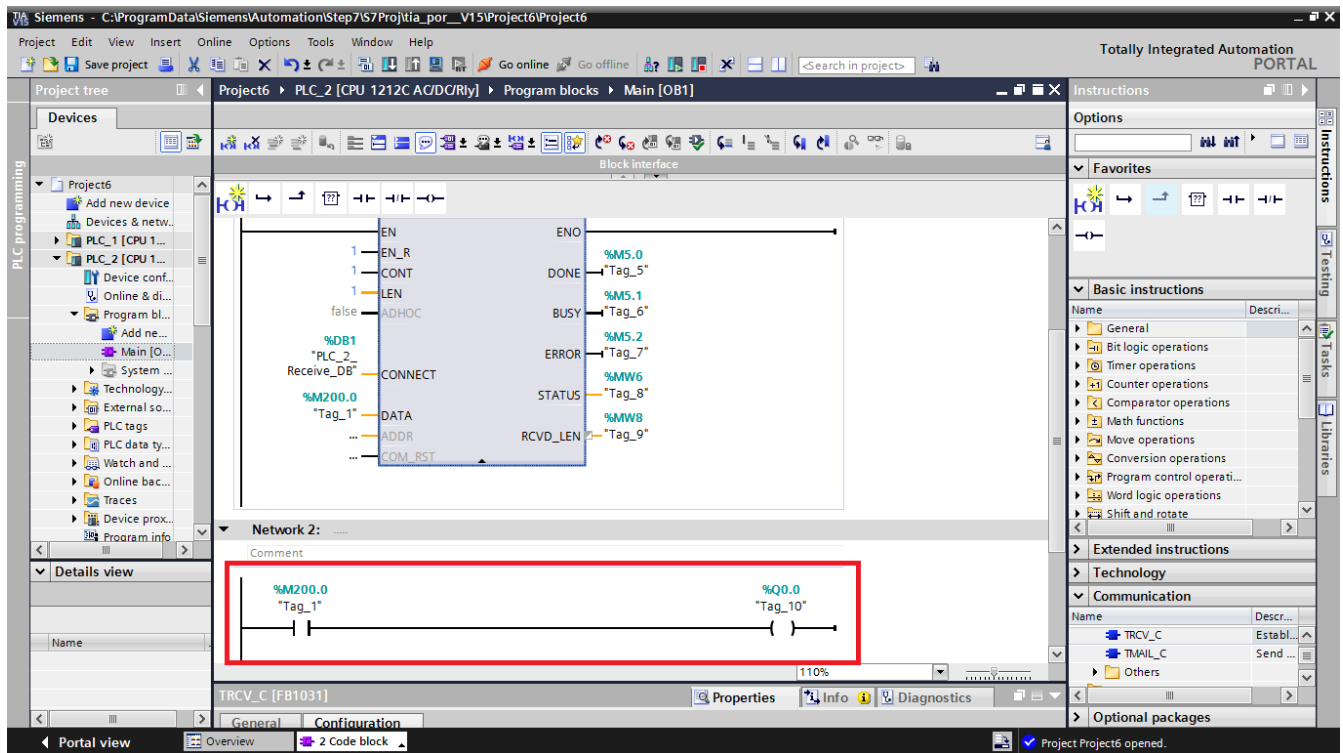 Siemens - C:\ProgramData\Siemens\Automation\Step7\S7Proj\tia_por__V15\Project6\Project6
Project Edit View Insert Online Options Tools Window Help
Totally Integrated Automation
PORTAL
Save project
Go online
Go offline
<Search in project>
Project tree
Project6 PLC_2 [CPU 1212C AC/DC/Rly] Program blocks Main [OB1]
Instructions
Devices
Options
Block interface
PLC programming
Project6
Add new device
Devices & netw..
PLC_1 [CPU 1...
PLC_2 [CPU 1...
Device conf...
Online & di...
Program bl...
Add ne...
Main [O...
System ...
Technology...
External so...
PLC tags
PLC data ty...
Watch and ...
Online bac...
Traces
Device prox...
Program info
Details view
Name
EN ENO
1 EN_R
1 CONT
1 LEN
false ADHOC
%DB1
"PLC_2_
Receive_DB" CONNECT
%M200.0
"Tag_1" DATA
... ADDR
... COM_RST
%M5.0
DONE "Tag_5"
%M5.1
BUSY "Tag_6"
%M5.2
ERROR "Tag_7"
%MW6
STATUS "Tag_8"
%MW8
RCVD_LEN "Tag_9"
Network 2: .....
Comment
%M200.0 %Q0.0
"Tag_1" "Tag_10"
110%
TRCV_C [FB1031]
Properties Info Diagnostics
General Configuration
Favorites
??
Basic instructions
Name Descri...
General
Bit logic operations
Timer operations
Counter operations
Comparator operations
Math functions
Move operations
Conversion operations
Program control operati...
Word logic operations
Shift and rotate
Extended instructions
Technology
Communication
Name Descr...
TRCV_C Establ...
TMAIL_C Send ...
Others
Optional packages
Instructions
Testing
Tasks
Libraries
Portal view
Overview
2 Code block
Project Project6 opened.